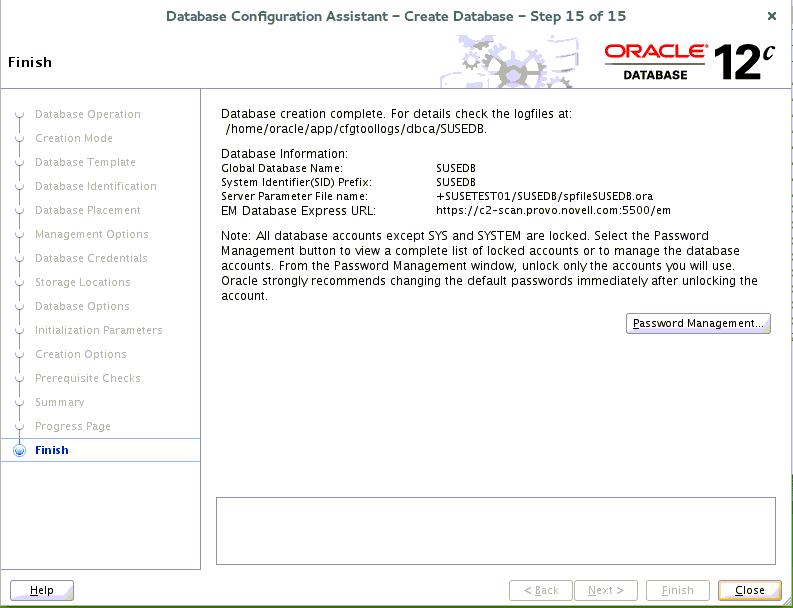 Database Configuration Assistant - Create Database - Step 15 of 15
Finish
ORACLE®
DATABASE
12c
Database Operation
Creation Mode
Database Template
Database Identification
Database Placement
Management Options
Database Credentials
Storage Locations
Database Options
Initialization Parameters
Creation Options
Prerequisite Checks
Summary
Progress Page
Finish
Database creation complete. For details check the logfiles at:
/home/oracle/app/cfgtoollogs/dbca/SUSEDB.
Database Information:
Global Database Name: SUSEDB
System Identifier(SID) Prefix: SUSEDB
Server Parameter File name: +SUSETEST01/SUSEDB/spfileSUSEDB.ora
EM Database Express URL: https://c2-scan.provo.novell.com:5500/em
Note: All database accounts except SYS and SYSTEM are locked. Select the Password
Management button to view a complete list of locked accounts or to manage the database
accounts. From the Password Management window, unlock only the accounts you will use.
Oracle strongly recommends changing the default passwords immediately after unlocking the
account.
Password Management...
Help
< Back
Next >
Finish
Close